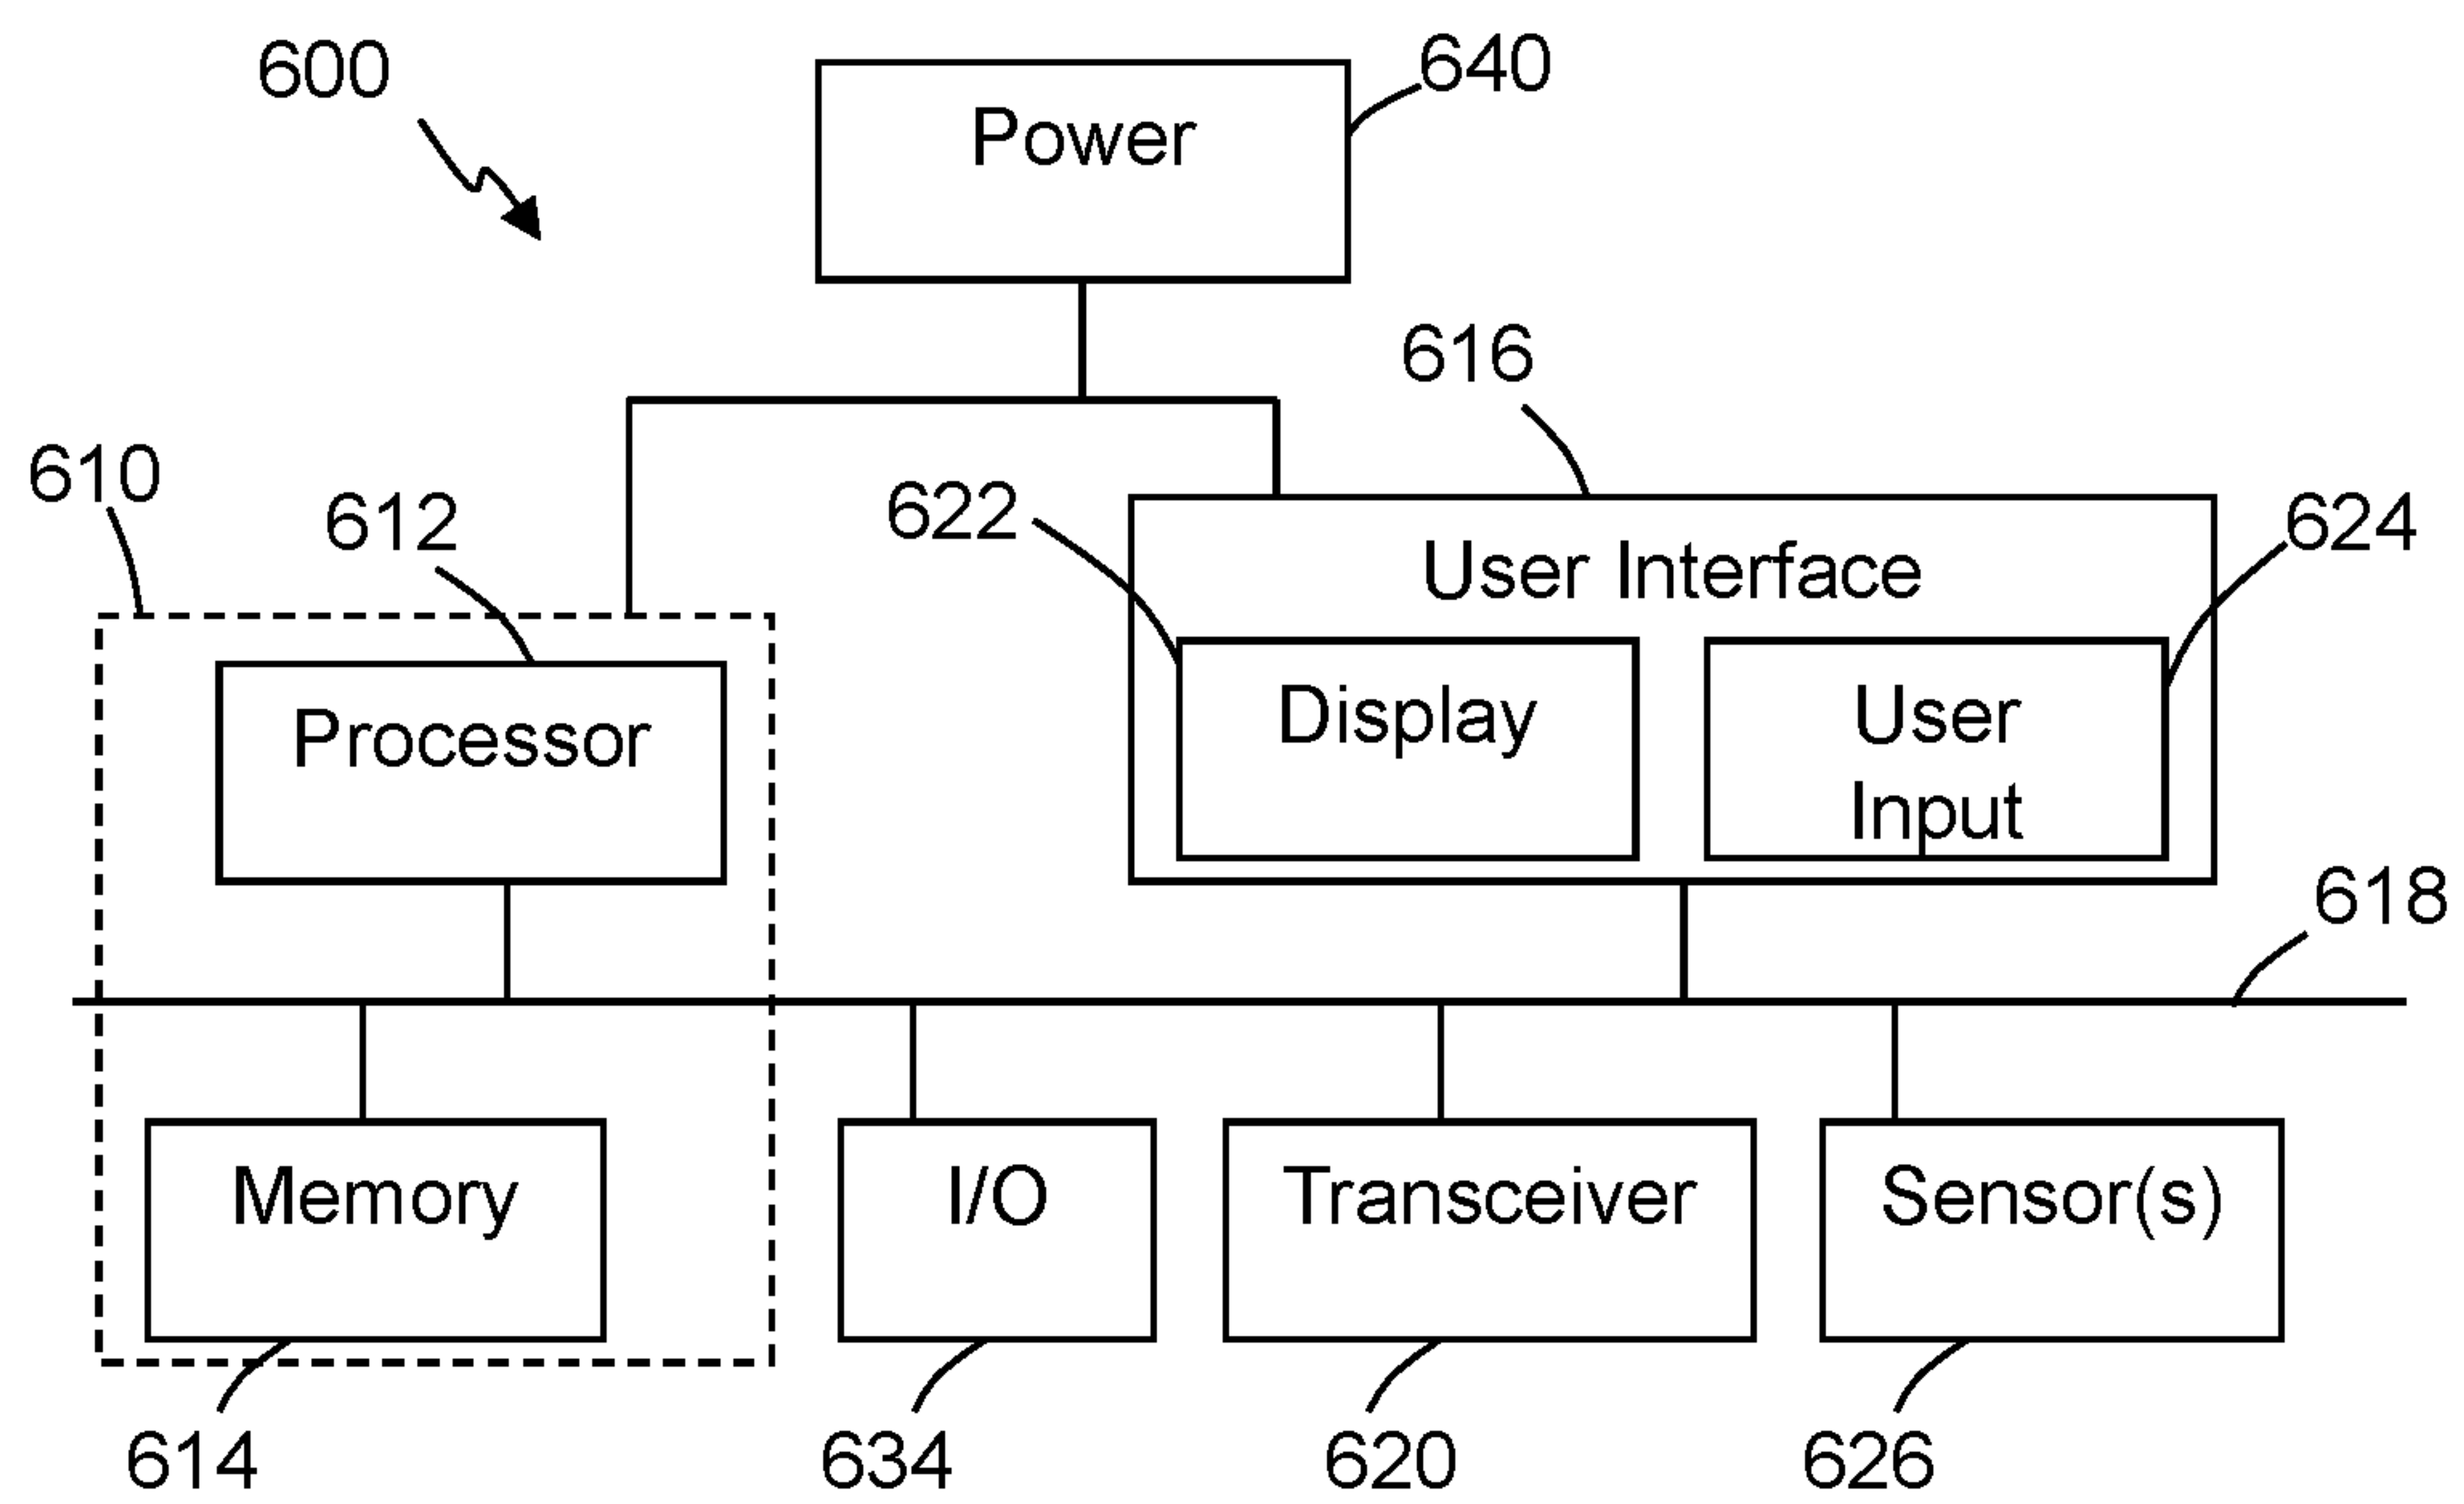 600
Power
640
616
610
612
622
User Interface
624
Processor
Display
User
Input
618
Memory
I/O
Transceiver
Sensor(s)
614
634
620
626